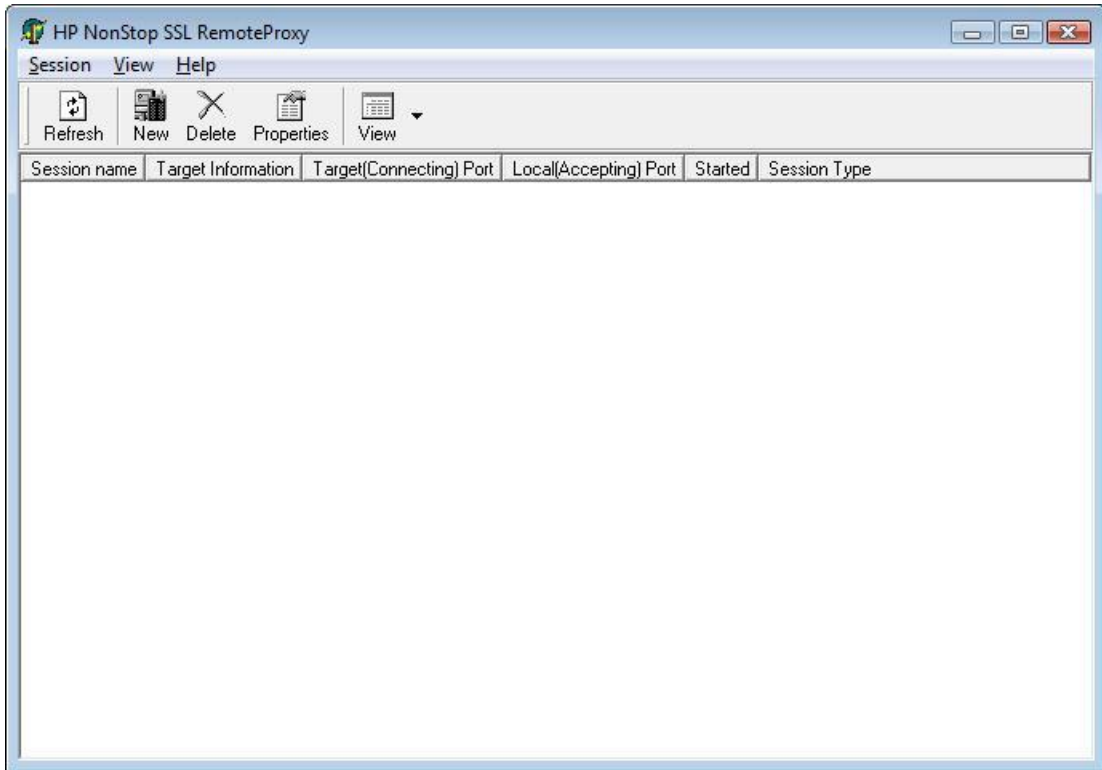 HP NonStop SSL RemoteProxy
Session View Help
Refresh New Delete Properties View
Session name Target Information Target(Connecting) Port Local(Accepting) Port Started Session Type